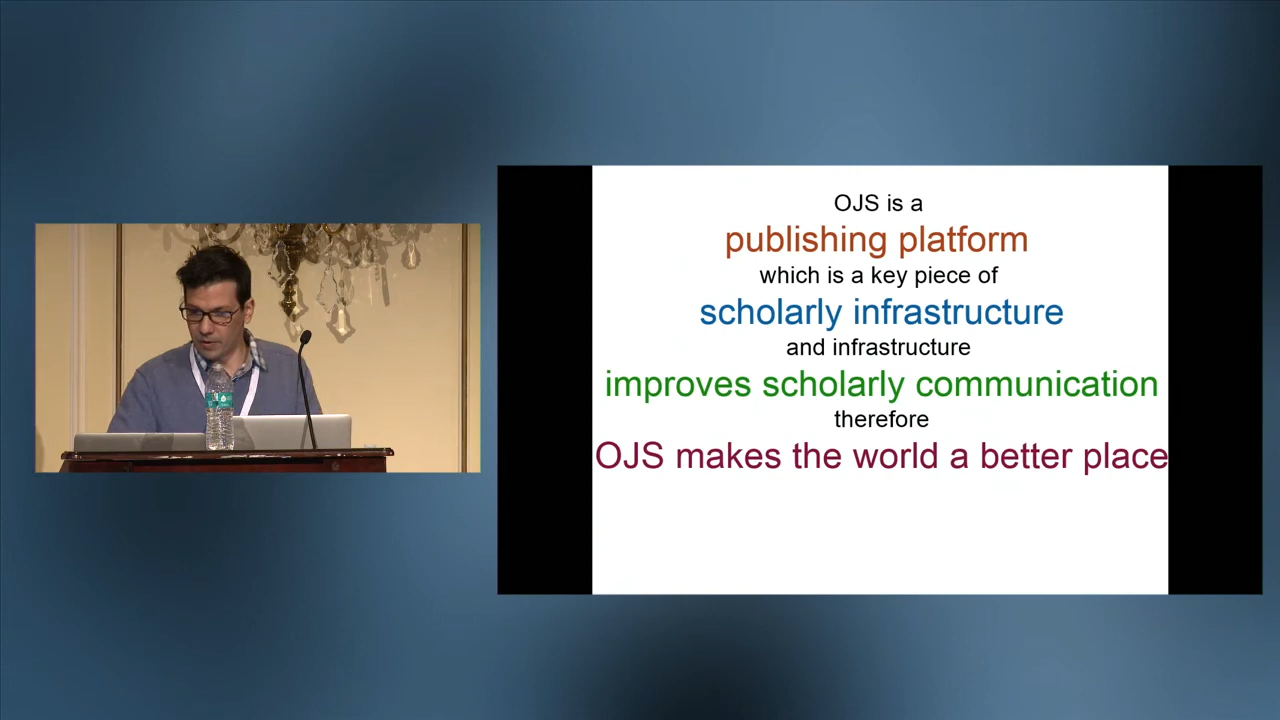 OJS is a
publishing platform
which is a key piece of
scholarly infrastructure
and infrastructure
improves scholarly communication
therefore
OJS makes the world a better place